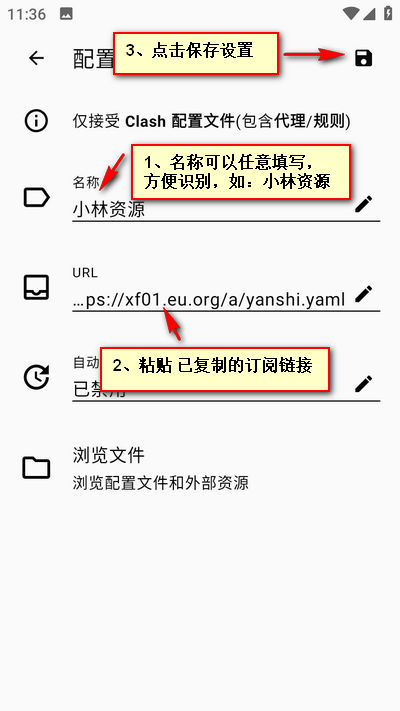 11:36
配置
3、点击保存设置
仅接受 Clash 配置文件(包含代理/规则)
1、名称可以任意填写，
方便识别，如：小林资源
名称
小林资源
URL
…ps://xf01.eu.org/a/yanshi.yaml
2、粘贴 已复制的订阅链接
自动
已禁用
浏览文件
浏览配置文件和外部资源